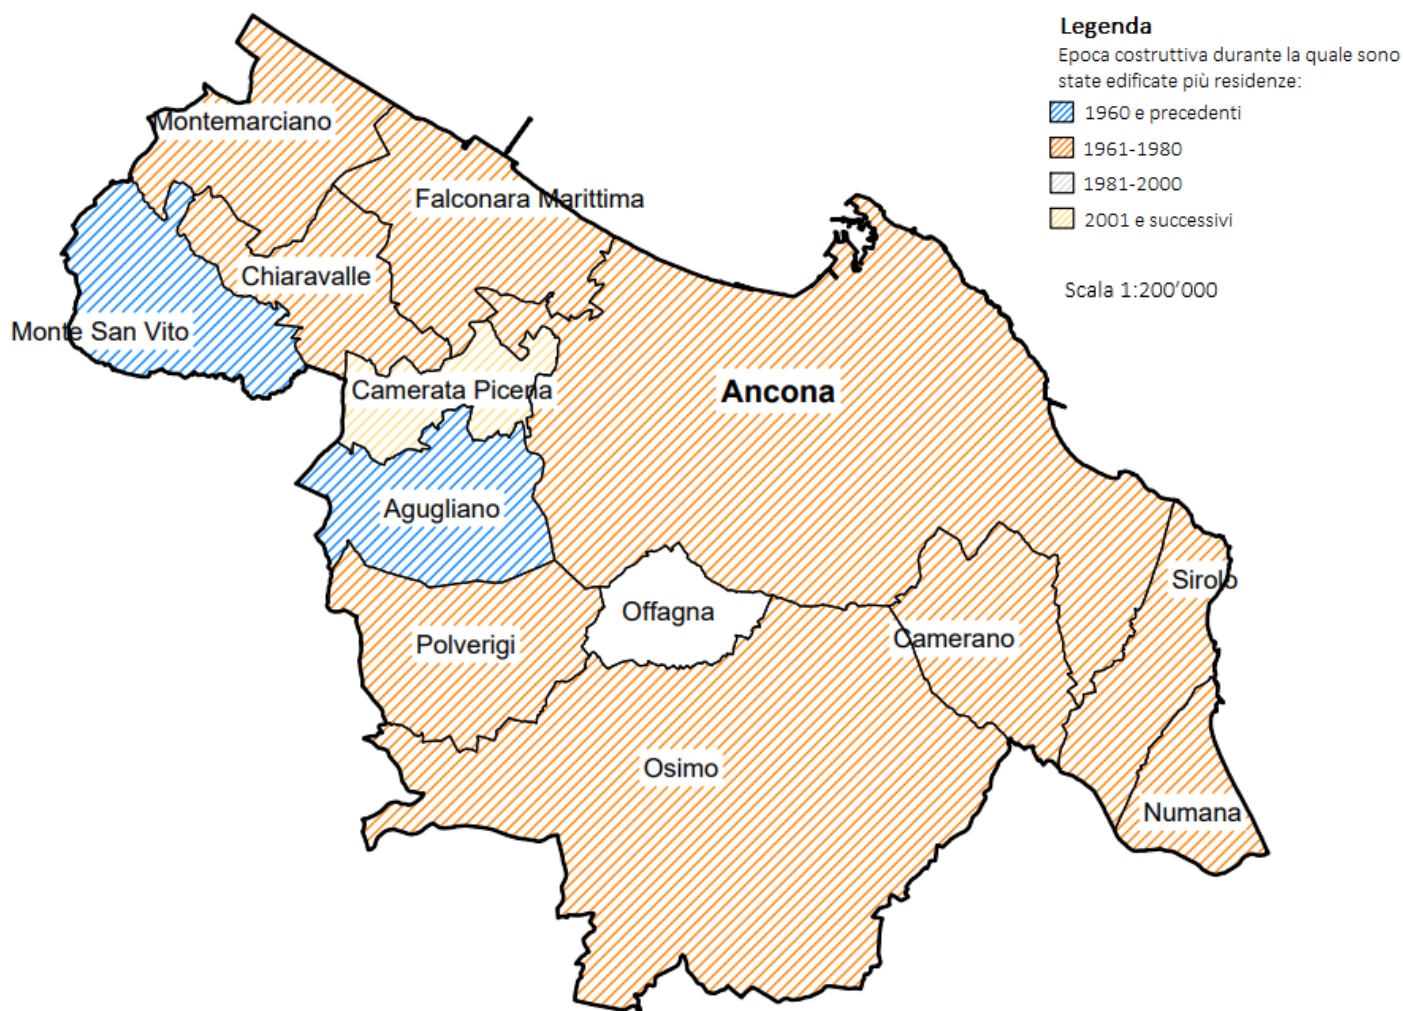 Legenda
Epoca costruttiva durante la quale sono
state edificate più residenze:
1960 e precedenti
1961-1980
1981-2000
2001 e successivi
Scala 1:200'000
Montemarciano
Falconara Marittima
Chiaravalle
Monte San Vito
Camerata Picena
Ancona
Agugliano
Sirolo
Offagna
Camerano
Polverigi
Osimo
Numana